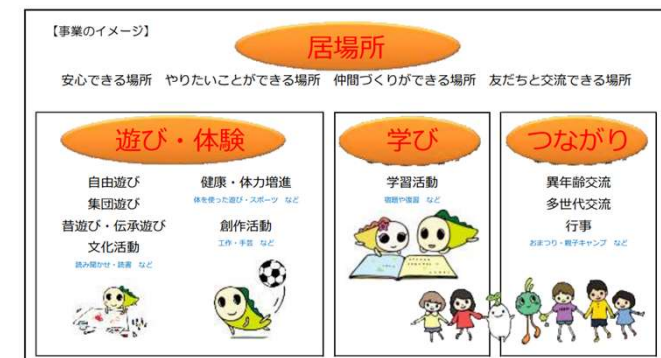 【事業のイメージ】
居場所
安心できる場所　やりたいことができる場所　仲間づくりができる場所　友だちと交流できる場所
遊び・体験
自由遊び
集団遊び
昔遊び・伝承遊び
文化活動
読み聞かせ・読書　など
健康・体力増進
体を使った遊び・スポーツ　など
創作活動
工作・手芸　など
学び
学習活動
宿題や復習　など
つながり
異年齢交流
多世代交流
行事
おまつり・親子キャンプ　など